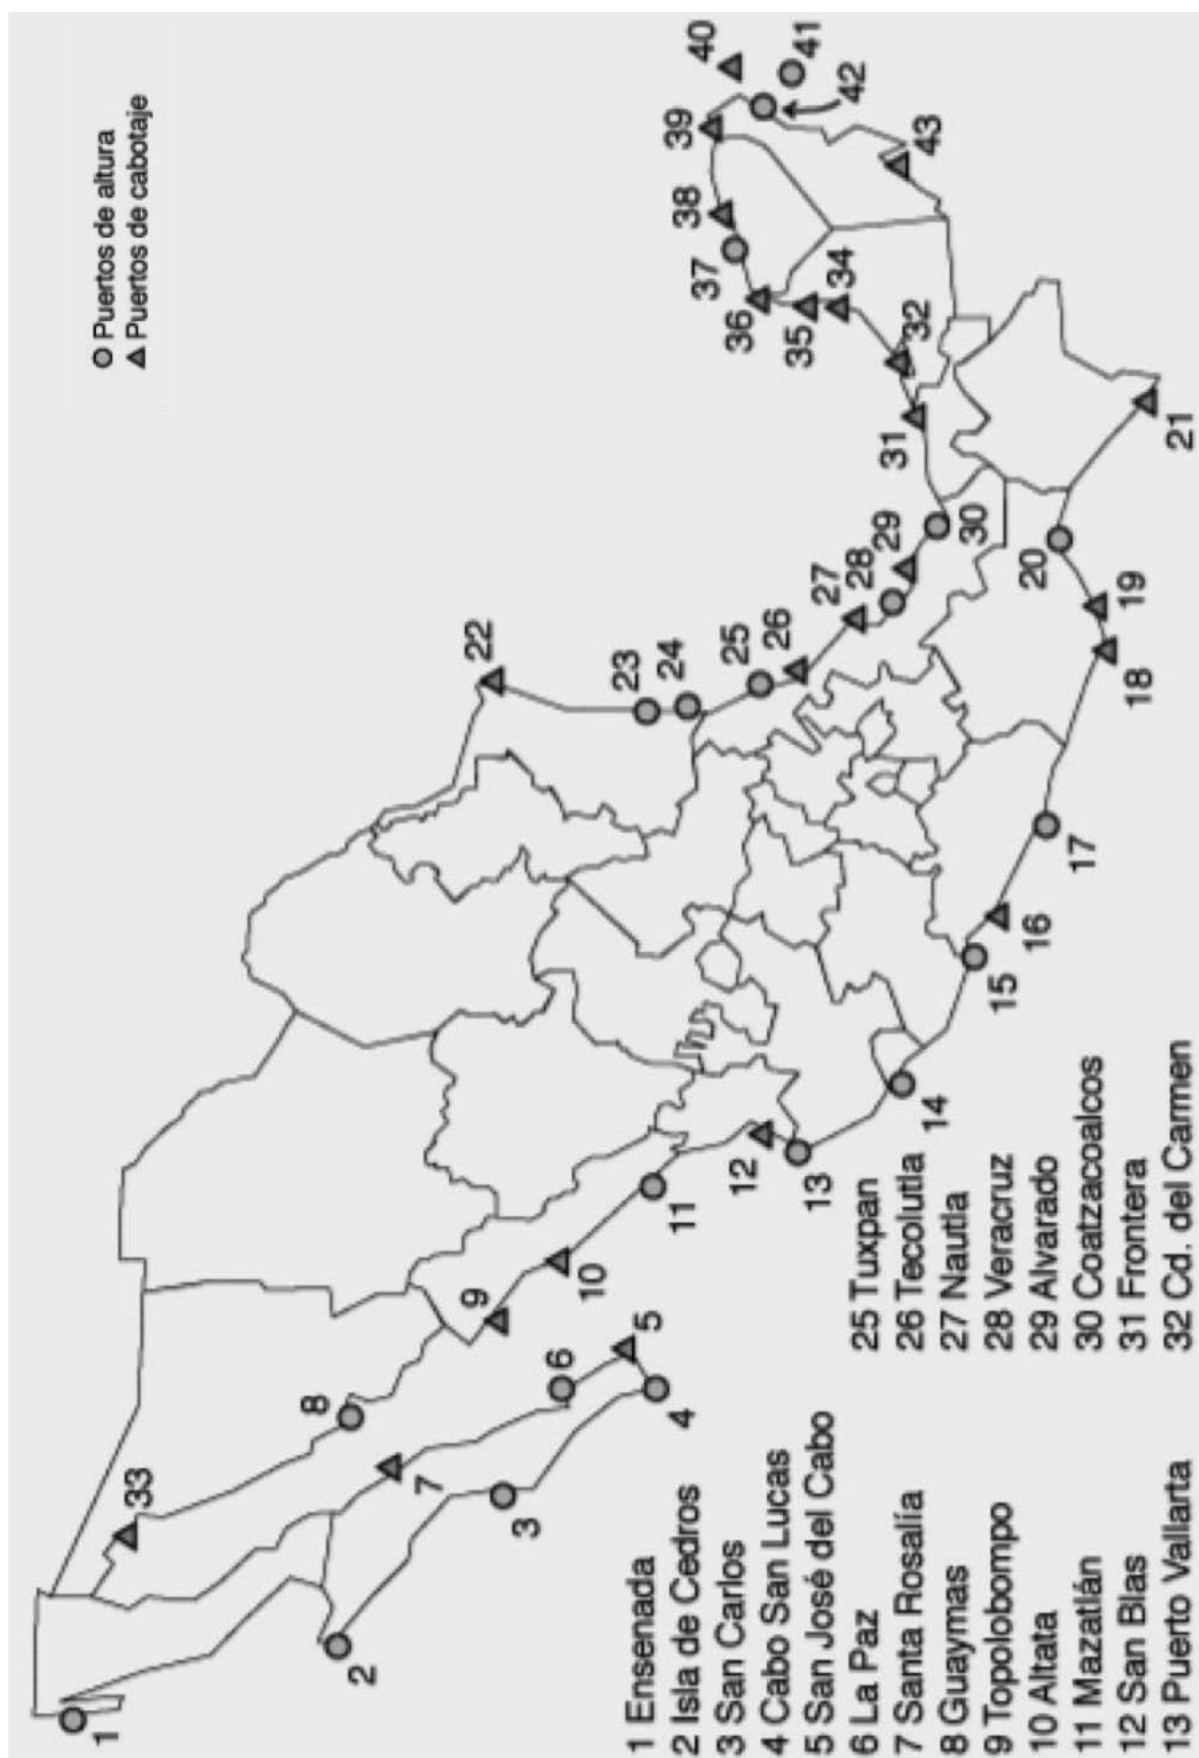 Puertos de altura
Puertos de cabotaje
1
2
3
4
5
6
7
8
9
10
11
12
13
14
15
16
17
18
19
20
21
22
23
24
25
26
27
28
29
30
31
32
33
34
35
36
37
38
39
40
41
42
43
1 Ensenada
2 Isla de Cedros
3 San Carlos
4 Cabo San Lucas
5 San José del Cabo
6 La Paz
7 Santa Rosalía
8 Guaymas
9 Topolobompo
10 Altata
11 Mazatlán
12 San Blas
13 Puerto Vallarta
25 Tuxpan
26 Tecolutla
27 Nautla
28 Veracruz
29 Alvarado
30 Coatzacoalcos
31 Frontera
32 Cd. del Carmen